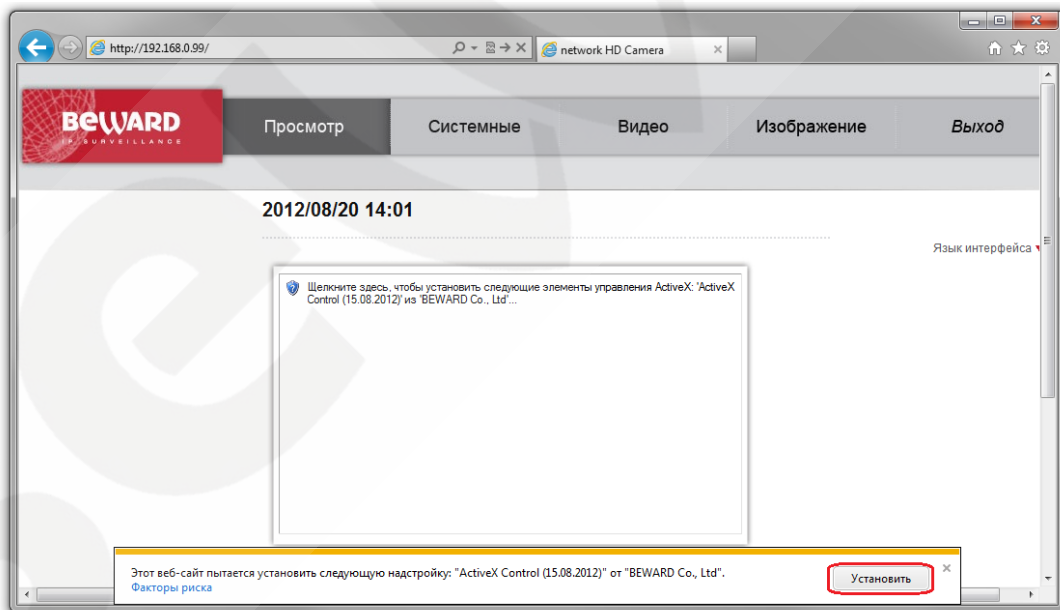 http://192.168.0.99/
network HD Camera
BEWARD
IP SURVEILLANCE
Просмотр
Системные
Видео
Изображение
Выход
2012/08/20 14:01
Язык интерфейса
Щелкните здесь, чтобы установить следующие элементы управления ActiveX: 'ActiveX
Control (15.08.2012)' из 'BEWARD Co., Ltd'...
Этот веб-сайт пытается установить следующую надстройку: "ActiveX Control (15.08.2012)" от "BEWARD Co., Ltd".
Факторы риска
Установить